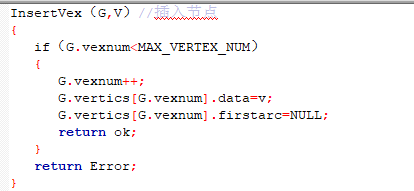 InsertVex (G,V) //插入节点
{
if (G.vexnum<MAX_VERTEX_NUM)
{
G.vexnum++;
G.vertics[G.vexnum].data=v;
G.vertics[G.vexnum].firstarc=NULL;
return ok;
}
return Error;
}